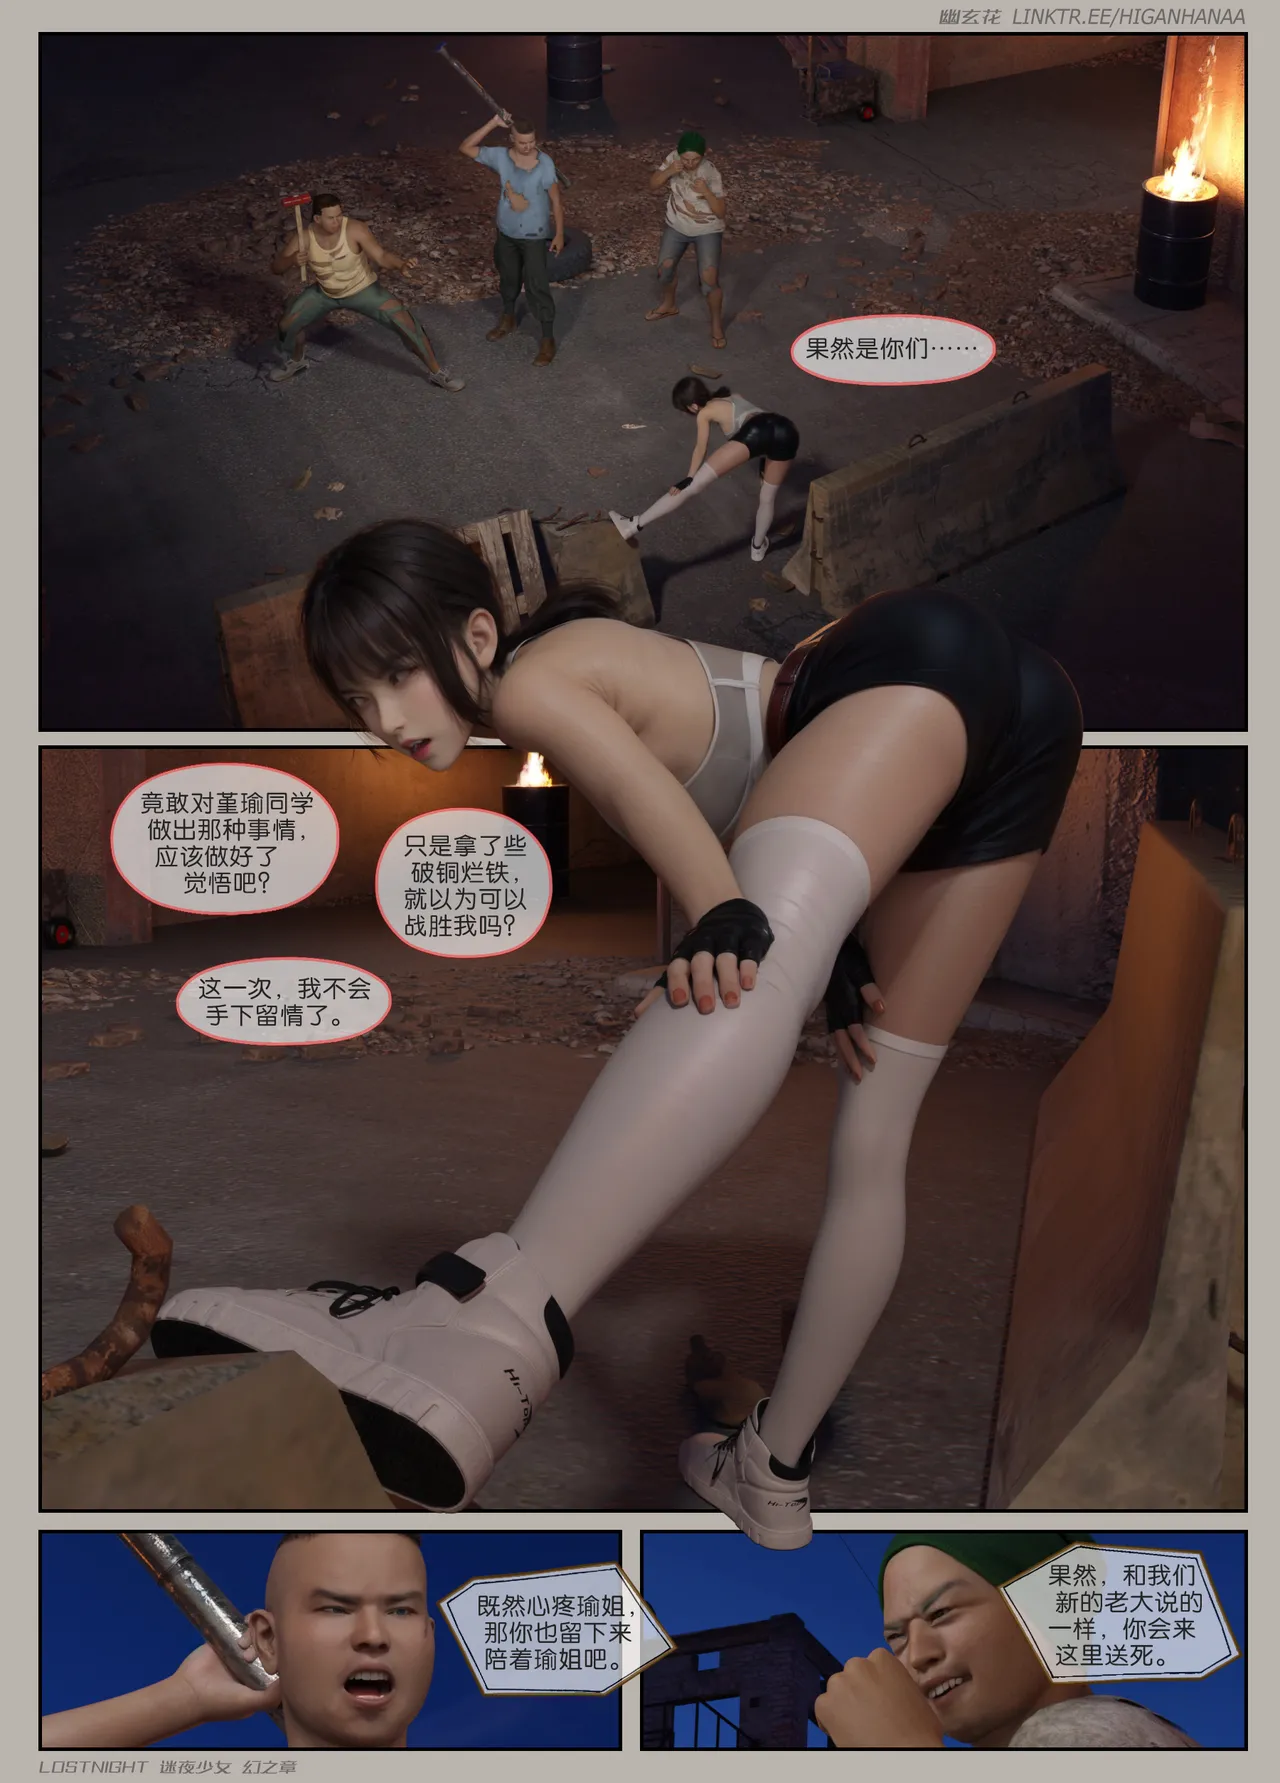 幽玄花 LINKTR.EE/HIGANHANAA
果然是你们……
竟敢对堇瑜同学
做出那种事情，
应该做好了
觉悟吧？
只是拿了些
破铜烂铁，
就以为可以
战胜我吗？
这一次，我不会
手下留情了。
Hi-Top
Hi-Top
既然心疼瑜姐，
那你也留下来
陪着瑜姐吧。
果然，和我们
新的老大说的
一样，你会来
这里送死。
LOSTNIGHT 迷夜少女 幻之章